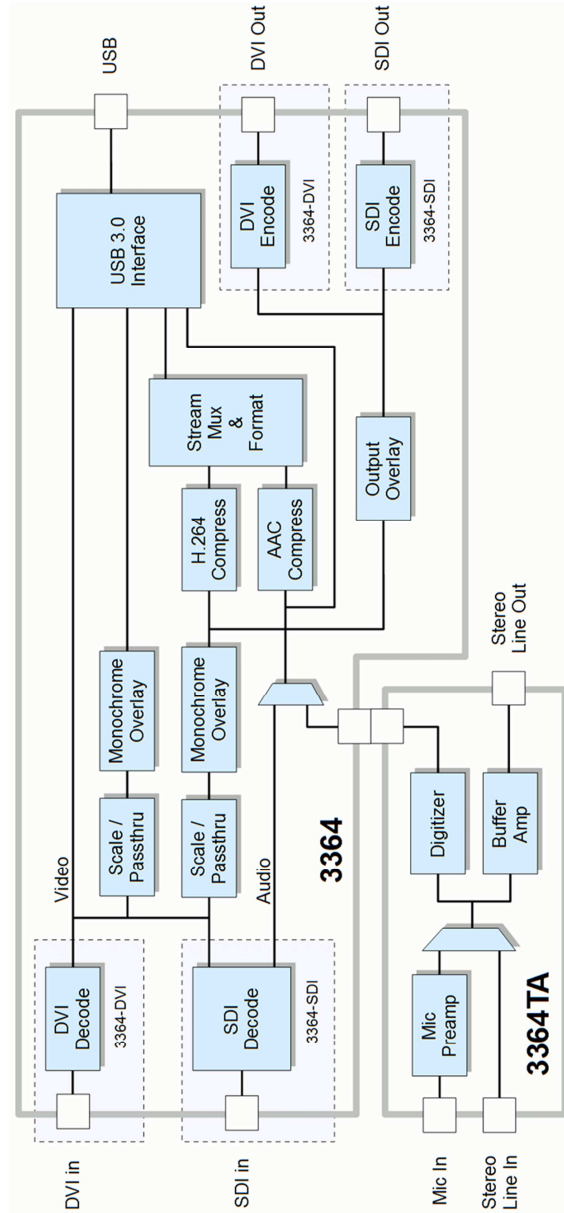 DVI in
SDI in
Mic In
Stereo
Line In
DVI
Decode
3364-DVI
SDI
Decode
3364-SDI
Video
Audio
Scale /
Passthru
Scale /
Passthru
Monochrome
Overlay
Monochrome
Overlay
H.264
Compress
AAC
Compress
Stream
Mux
&
Format
Output
Overlay
USB 3.0
Interface
DVI
Encode
3364-DVI
SDI
Encode
3364-SDI
USB
DVI Out
SDI Out
3364
Mic
Preamp
Digitizer
Buffer
Amp
Stereo
Line Out
3364TA